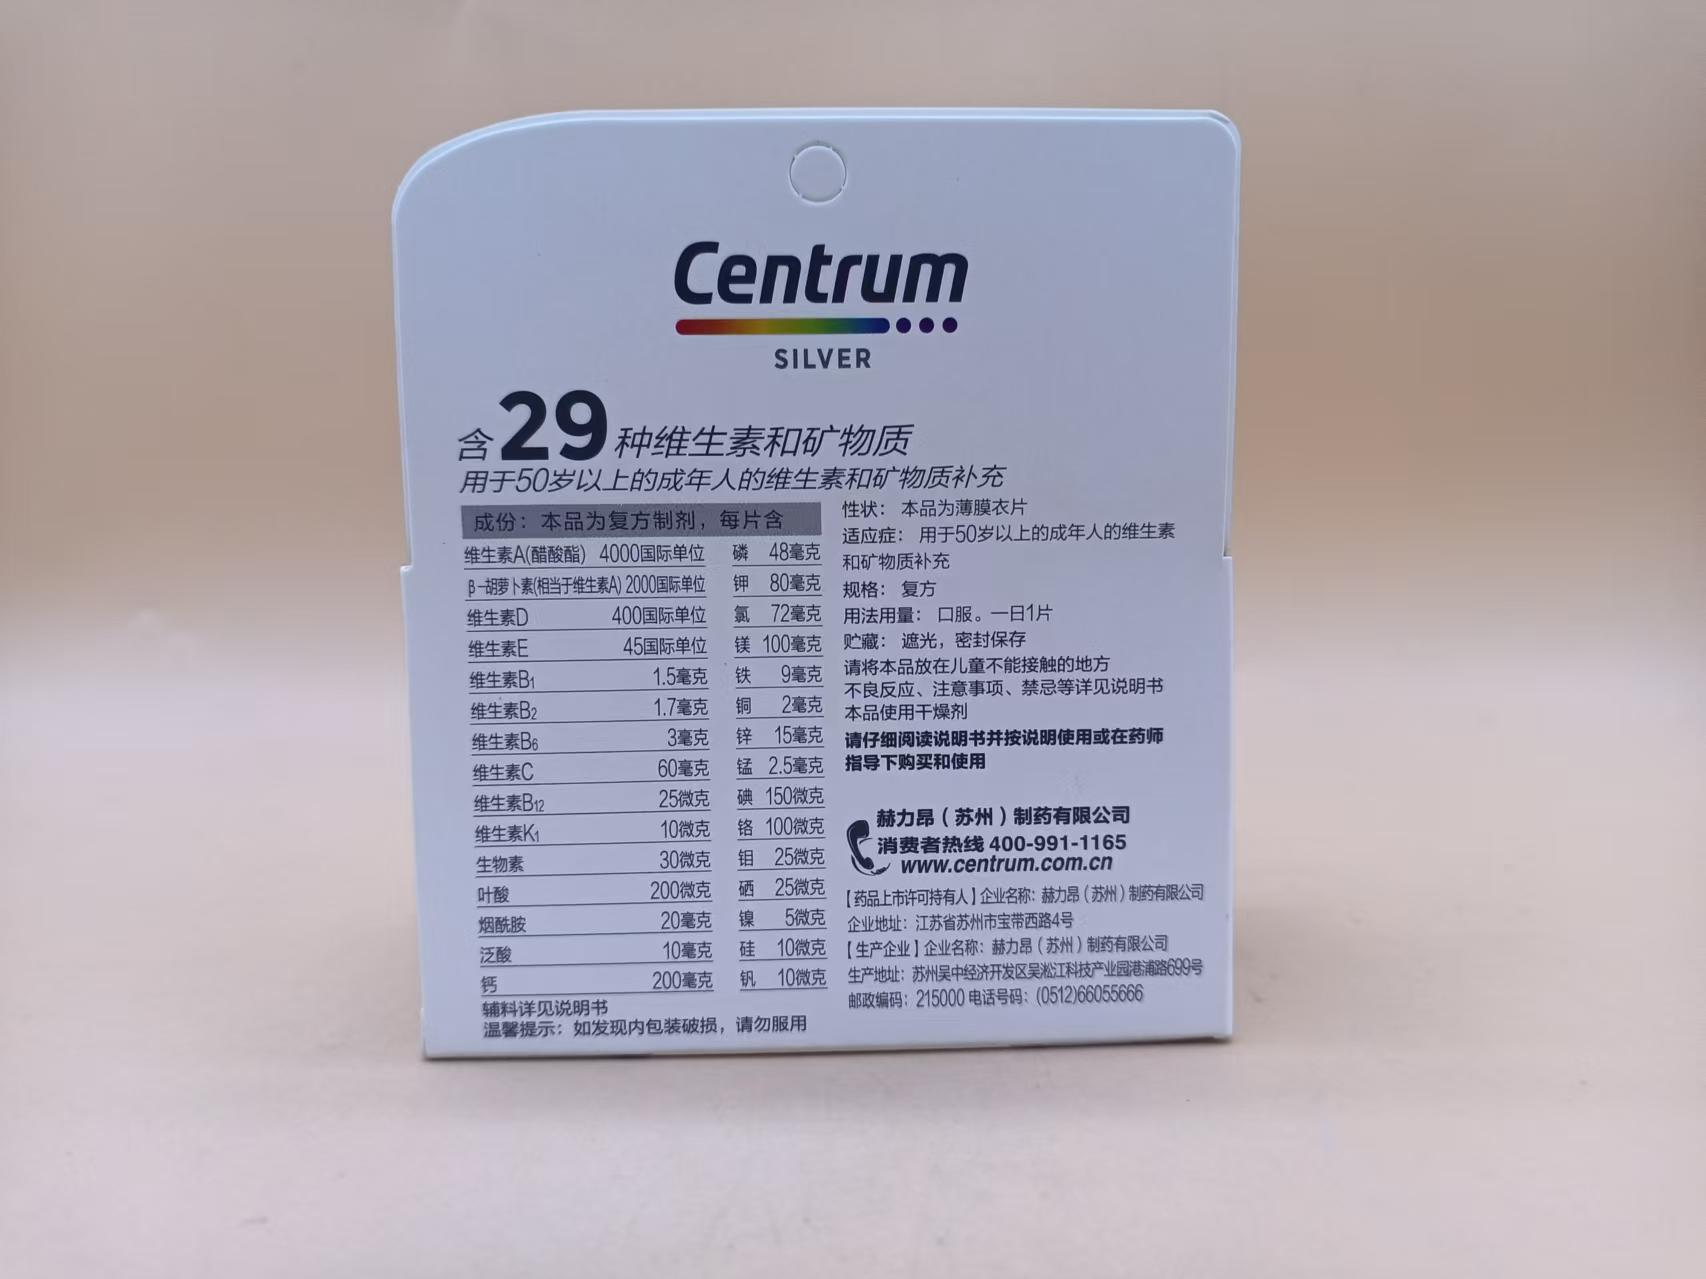 Centrum
SILVER
含29种维生素和矿物质
用于50岁以上的成年人的维生素和矿物质补充
成份：本品为复方制剂，每片含
维生素A(醋酸酯) 4000国际单位
β-胡萝卜素(相当于维生素A) 2000国际单位
维生素D 400国际单位
维生素E 45国际单位
维生素B1 1.5毫克
维生素B2 1.7毫克
维生素B6 3毫克
维生素C 60毫克
维生素B12 25微克
维生素K1 10微克
生物素 30微克
叶酸 200微克
烟酰胺 20毫克
泛酸 10毫克
钙 200毫克
磷 48毫克
钾 80毫克
氯 72毫克
镁 100毫克
铁 9毫克
铜 2毫克
锌 15毫克
锰 2.5毫克
碘 150微克
铬 100微克
钼 25微克
硒 25微克
镍 5微克
硅 10微克
钒 10微克
辅料详见说明书
温馨提示：如发现内包装破损，请勿服用
性状：本品为薄膜衣片
适应症：用于50岁以上的成年人的维生素
和矿物质补充
规格：复方
用法用量：口服。一日1片
贮藏：遮光，密封保存
请将本品放在儿童不能接触的地方
不良反应、注意事项、禁忌等详见说明书
本品使用干燥剂
请仔细阅读说明书并按说明使用或在药师
指导下购买和使用
赫力昂（苏州）制药有限公司
消费者热线 400-991-1165
www.centrum.com.cn
【药品上市许可持有人】企业名称：赫力昂（苏州）制药有限公司
企业地址：江苏省苏州市宝带西路4号
【生产企业】企业名称：赫力昂（苏州）制药有限公司
生产地址：苏州吴中经济开发区吴淞江科技产业园港浦路699号
邮政编码：215000 电话号码：(0512)66055666